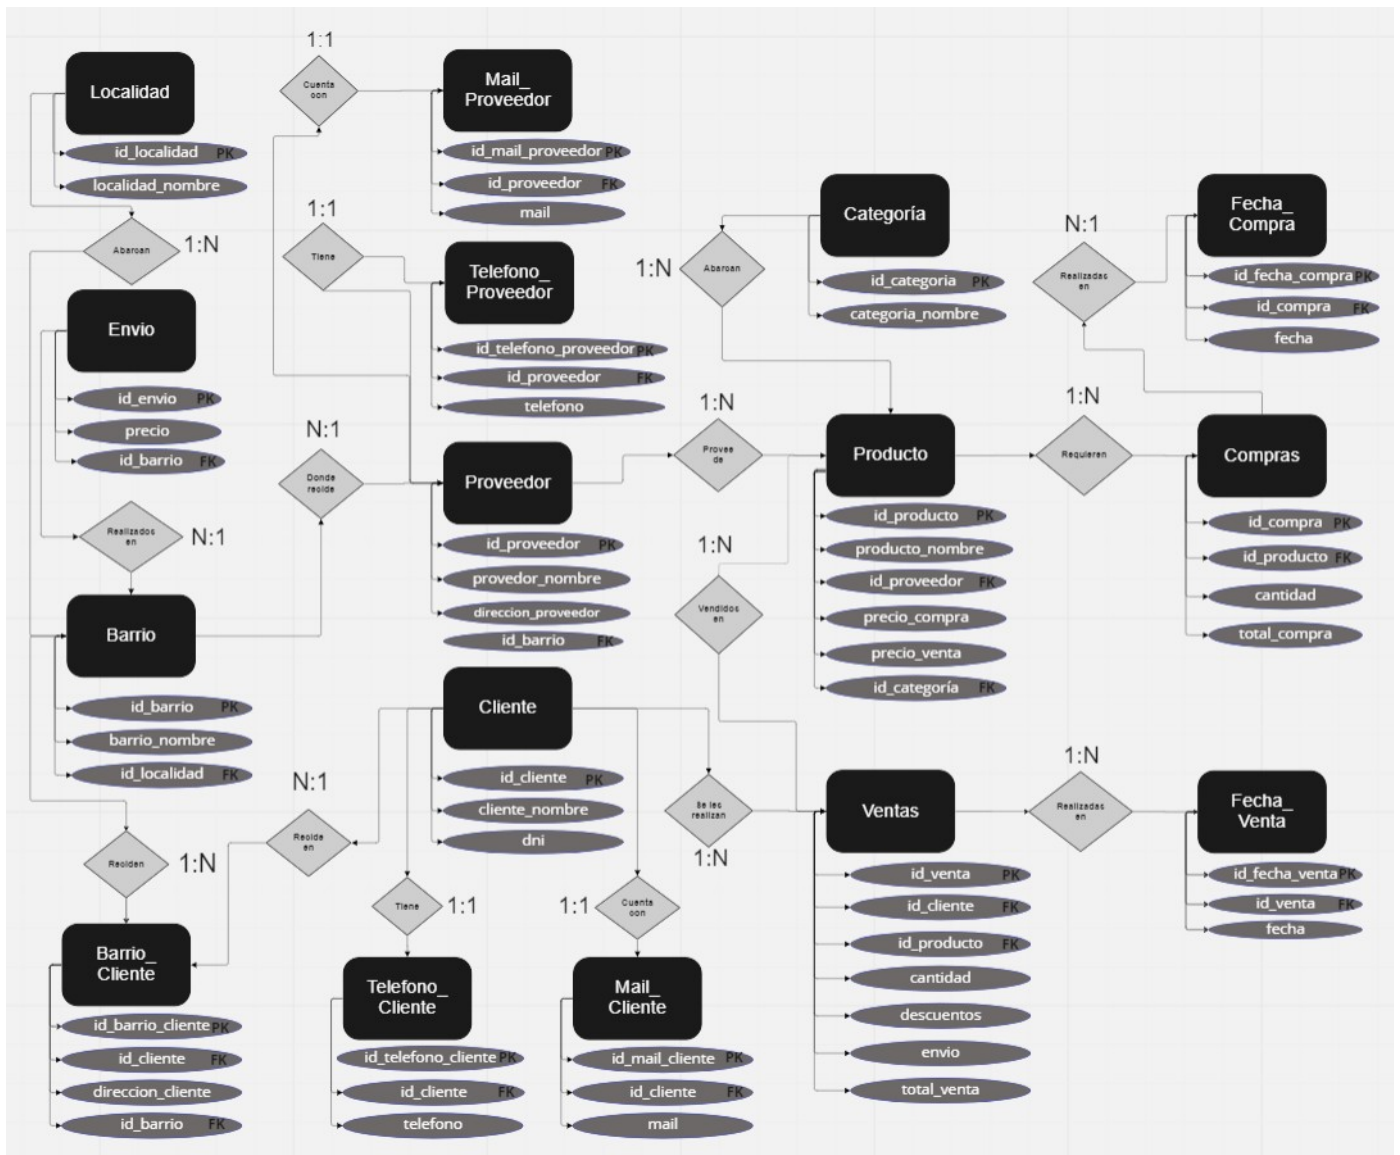 Localidad
id_localidad PK
localidad_nombre
Abarcan
1:N
Envio
id_envio PK
precio
id_barrio FK
Realizados
en
N:1
Barrio
id_barrio PK
barrio_nombre
id_localidad FK
Residen
1:N
Barrio_
Cliente
id_barrio_cliente PK
id_cliente FK
direccion_cliente
id_barrio FK
1:1
Cuenta
con
Mail_
Proveedor
id_mail_proveedor PK
id_proveedor FK
mail
1:1
Tiene
Telefono_
Proveedor
id_telefono_proveedor PK
id_proveedor FK
telefono
N:1
Donde
reside
Proveedor
id_proveedor PK
provedor_nombre
direccion_proveedor
id_barrio FK
Cliente
id_cliente PK
cliente_nombre
dni
N:1
Reside
en
Tiene
1:1
Telefono_
Cliente
id_telefono_cliente PK
id_cliente FK
telefono
1:1
Cuenta
con
Mail_
Cliente
id_mail_cliente PK
id_cliente FK
mail
Se les
realizan
1:N
Categoría
id_categoria PK
categoria_nombre
1:N
Abarcan
1:N
Provee
de
Producto
id_producto PK
producto_nombre
id_proveedor FK
precio_compra
precio_venta
id_categoría FK
1:N
Vendidos
en
Ventas
id_venta PK
id_cliente FK
id_producto FK
cantidad
descuentos
envio
total_venta
N:1
Realizadas
en
Fecha_
Compra
id_fecha_compra PK
id_compra FK
fecha
1:N
Requieren
Compras
id_compra PK
id_producto FK
cantidad
total_compra
1:N
Realizadas
en
Fecha_
Venta
id_fecha_venta PK
id_venta FK
fecha